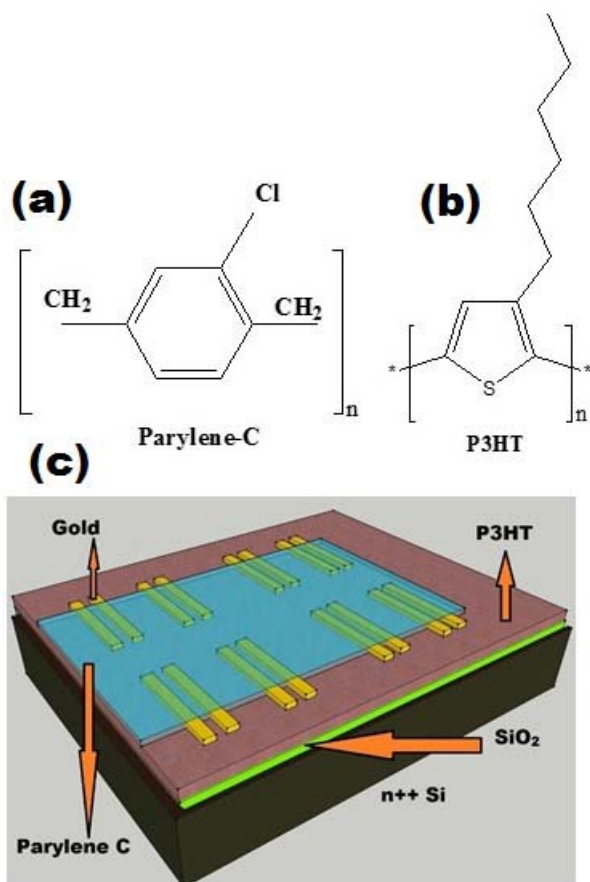 (a)
Cl
CH₂
CH₂
n
Parylene-C
(b)
*
S
*
n
P3HT
(c)
Gold
P3HT
SiO₂
n++ Si
Parylene C